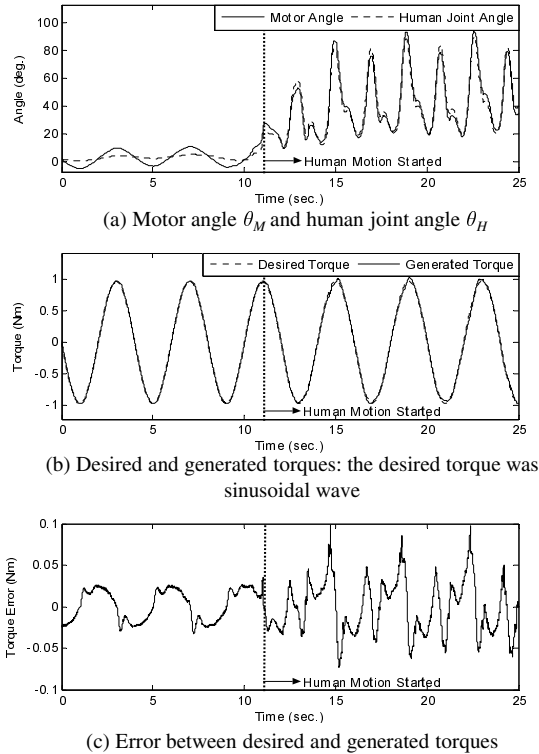 Motor Angle Human Joint Angle
100
80
60
40
20
0
Angle (deg.)
Human Motion Started
0 5 10 15 20 25
Time (sec.)
(a) Motor angle θM and human joint angle θH
Desired Torque Generated Torque
1
0.5
0
-0.5
-1
Torque (Nm)
Human Motion Started
0 5 10 15 20 25
Time (sec.)
(b) Desired and generated torques: the desired torque was
sinusoidal wave
0.1
0.05
0
-0.05
-0.1
Torque Error (Nm)
Human Motion Started
0 5 10 15 20 25
Time (sec.)
(c) Error between desired and generated torques